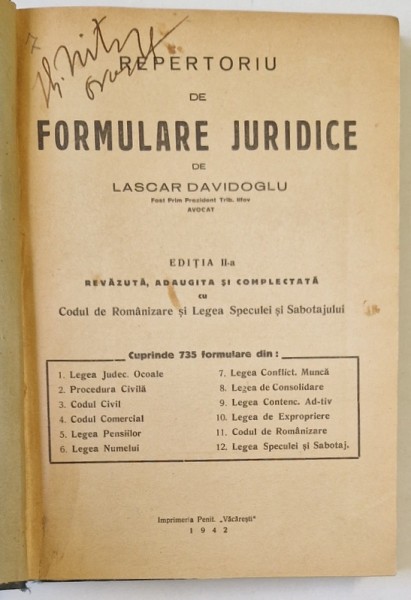 7
REPERTORIU
DE
FORMULARE JURIDICE
DE
LASCAR DAVIDOGLU
Fost Prim Prezident Trib. Ilfov
AVOCAT
EDIȚIA II-a
REVĂZUTĂ, ADAUGITA ȘI COMPLECTATĂ
CU
Codul de Românizare și Legea Speculei și Sabotajului
Cuprinde 735 formulare din :
1. Legea Judec. Ocoale
2. Procedura Civilă
3. Codul Civil
4. Codul Comercial
5. Legea Pensiilor
6. Legea Numelui
7. Legea Conflict. Muncă
8. Legea de Consolidare
9. Legea Contenc. Ad-tiv
10. Legea de Expropriere
11. Codul de Românizare
12. Legea Speculei și Sabotaj.
Imprimeria Penit. „Văcărești"
1942